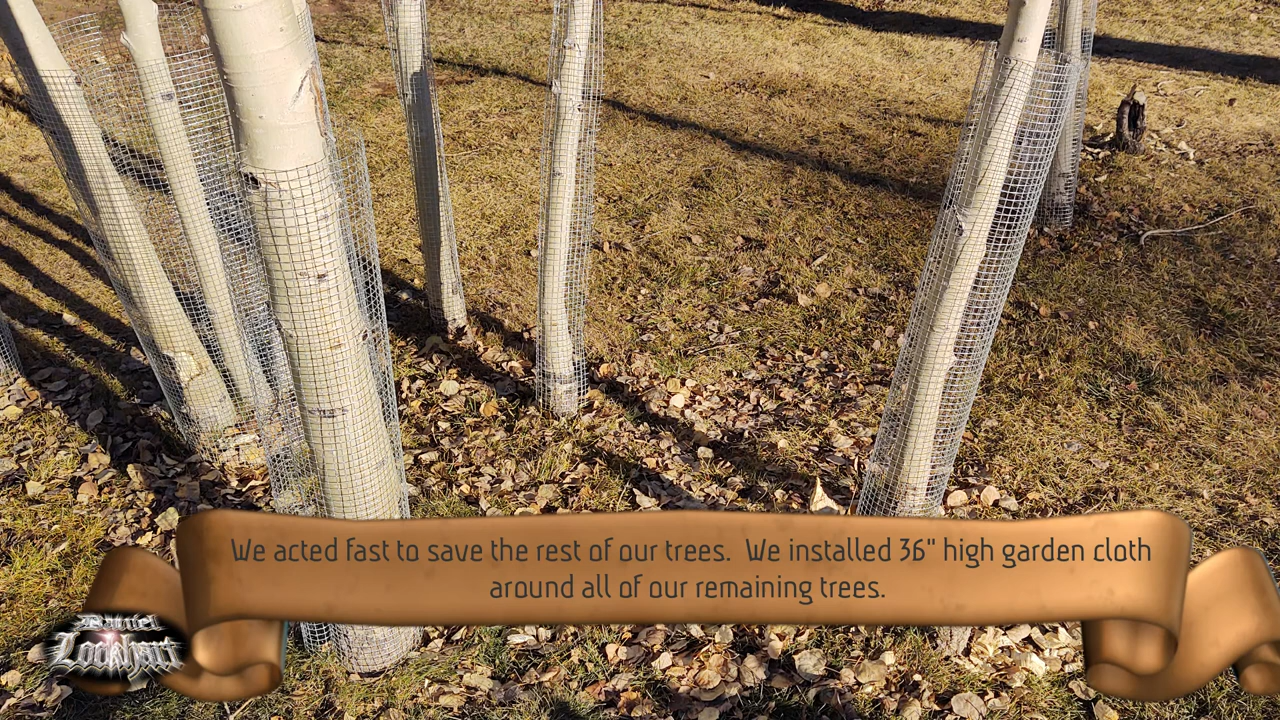 We acted fast to save the rest of our trees.  We installed 36" high garden cloth
around all of our remaining trees.
Daniel
Lockhart